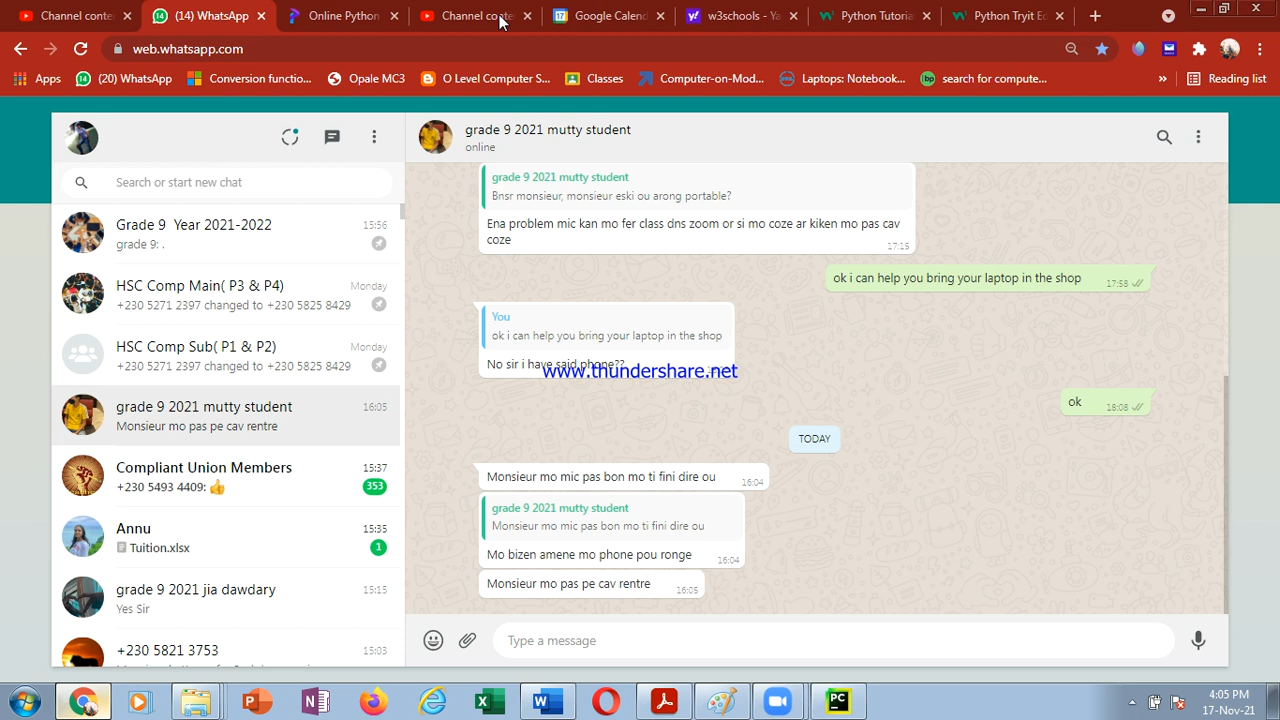 Channel conte
(14) WhatsApp
Online Python
Channel conte
Google Calend
w3schools - Ya
Python Tutoria
Python Tryit Ec
web.whatsapp.com
Apps
(20) WhatsApp
Conversion functio...
Opale MC3
O Level Computer S...
Classes
Computer-on-Mod...
Laptops: Notebook...
search for compute...
»
Reading list
grade 9 2021 mutty student
online
Search or start new chat
Grade 9 Year 2021-2022
15:56
grade 9: .
HSC Comp Main( P3 & P4)
Monday
+230 5271 2397 changed to +230 5825 8429
HSC Comp Sub( P1 & P2)
Monday
+230 5271 2397 changed to +230 5825 8429
grade 9 2021 mutty student
16:05
Monsieur mo pas pe cav rentre
Compliant Union Members
15:37
+230 5493 4409: 👍
353
Annu
15:35
Tuition.xlsx
1
grade 9 2021 jia dawdary
15:15
Yes Sir
+230 5821 3753
15:03
grade 9 2021 mutty student
Bnsr monsieur, monsieur eski ou arong portable?
Ena problem mic kan mo fer class dns zoom or si mo coze ar kiken mo pas cav
coze
17:15
ok i can help you bring your laptop in the shop
17:58
You
ok i can help you bring your laptop in the shop
No sir i have said phone??
www.thundershare.net
ok
18:08
TODAY
Monsieur mo mic pas bon mo ti fini dire ou
16:04
grade 9 2021 mutty student
Monsieur mo mic pas bon mo ti fini dire ou
Mo bizen amene mo phone pou ronge
16:04
Monsieur mo pas pe cav rentre
16:05
Type a message
4:05 PM
17-Nov-21